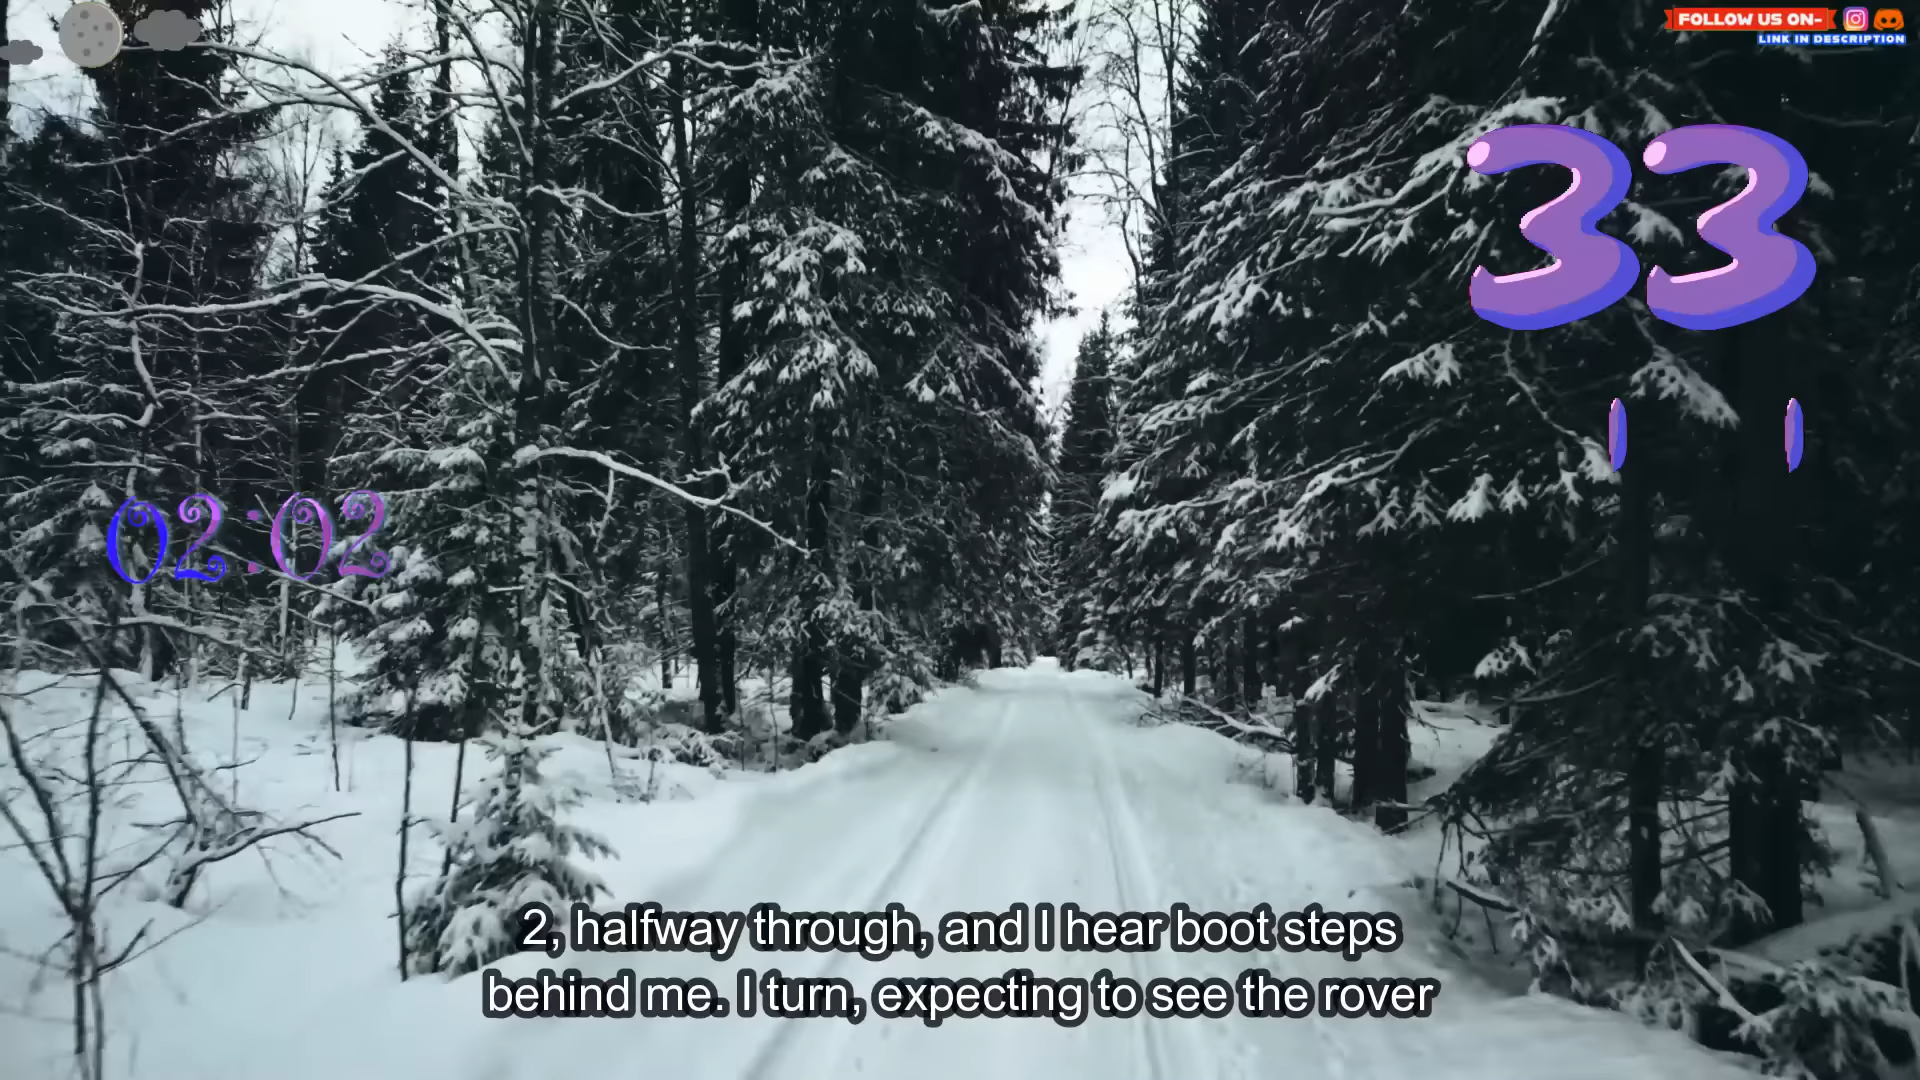 FOLLOW US ON-
LINK IN DESCRIPTION
33
02:02
2, halfway through, and I hear boot steps
behind me. I turn, expecting to see the rover